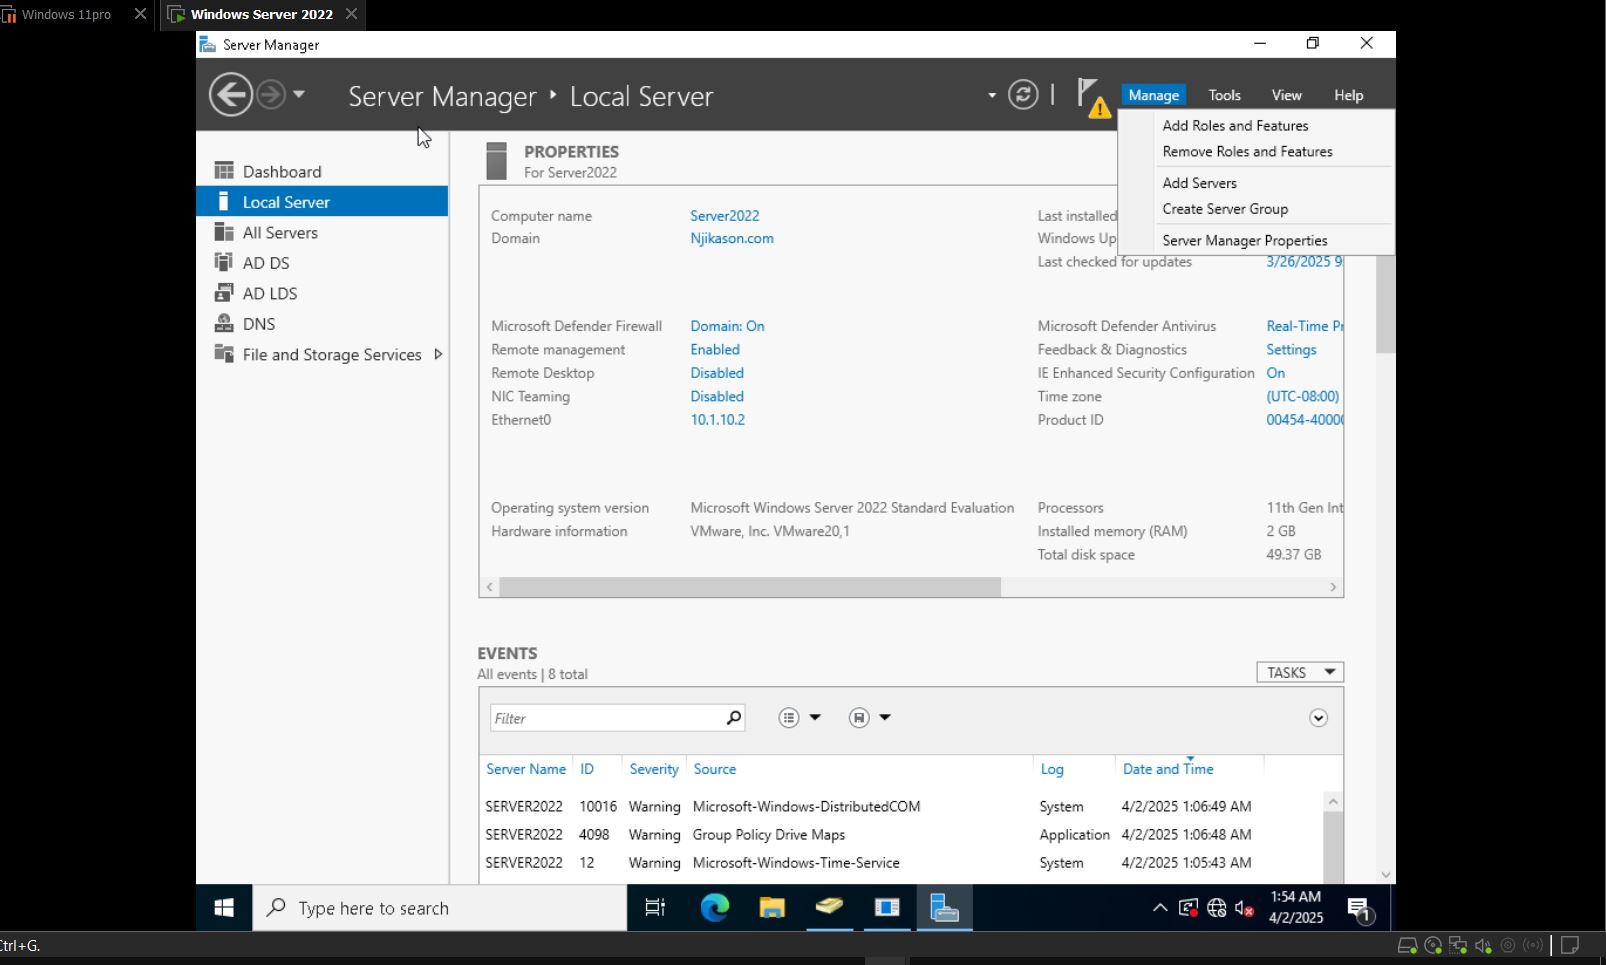 Windows 11pro
Windows Server 2022
Server Manager
Server Manager Local Server
Manage Tools View Help
Add Roles and Features
Remove Roles and Features
Add Servers
Create Server Group
Server Manager Properties
Dashboard
Local Server
All Servers
AD DS
AD LDS
DNS
File and Storage Services
PROPERTIES
For Server2022
Computer name Server2022 Last installed
Domain Njikason.com Windows Up
Last checked for updates 3/26/2025 9:
Microsoft Defender Firewall Domain: On Microsoft Defender Antivirus Real-Time Pr
Remote management Enabled Feedback & Diagnostics Settings
Remote Desktop Disabled IE Enhanced Security Configuration On
NIC Teaming Disabled Time zone (UTC-08:00)
Ethernet0 10.1.10.2 Product ID 00454-40000
Operating system version Microsoft Windows Server 2022 Standard Evaluation Processors 11th Gen Int
Hardware information VMware, Inc. VMware20,1 Installed memory (RAM) 2 GB
Total disk space 49.37 GB
EVENTS
All events | 8 total
TASKS
Filter
Server Name ID Severity Source Log Date and Time
SERVER2022 10016 Warning Microsoft-Windows-DistributedCOM System 4/2/2025 1:06:49 AM
SERVER2022 4098 Warning Group Policy Drive Maps Application 4/2/2025 1:06:48 AM
SERVER2022 12 Warning Microsoft-Windows-Time-Service System 4/2/2025 1:05:43 AM
Type here to search
1:54 AM
4/2/2025
1
Ctrl+G.